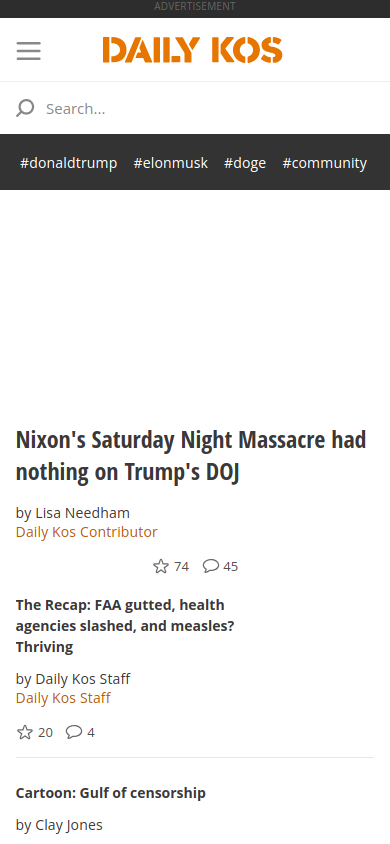 ADVERTISEMENT
DAILY KOS
Search...
#donaldtrump #elonmusk #doge #community
Nixon's Saturday Night Massacre had
nothing on Trump's DOJ
by Lisa Needham
Daily Kos Contributor
74 45
The Recap: FAA gutted, health
agencies slashed, and measles?
Thriving
by Daily Kos Staff
Daily Kos Staff
20 4
Cartoon: Gulf of censorship
by Clay Jones